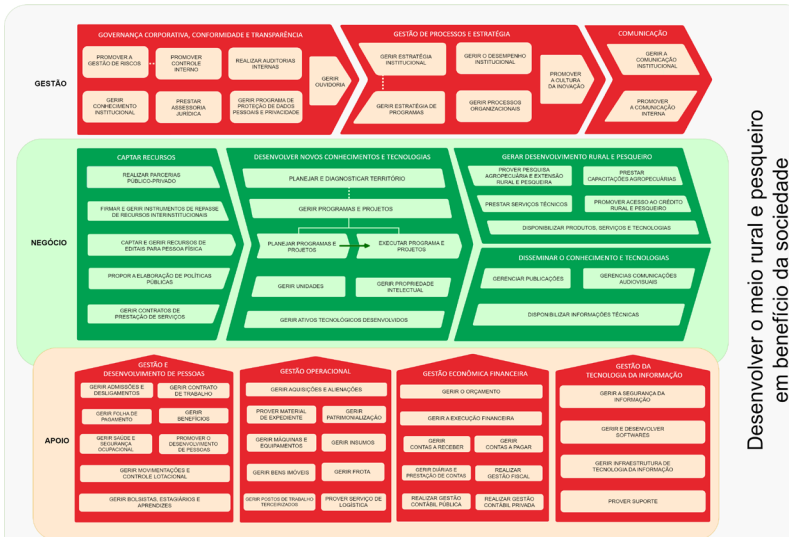 GOVERNANÇA CORPORATIVA, CONFORMIDADE E TRANSPARÊNCIA
GESTÃO DE PROCESSOS E ESTRATÉGIA
COMUNICAÇÃO
GESTÃO
PROMOVER A
GESTÃO DE RISCOS
PROMOVER
CONTROLE
INTERNO
REALIZAR AUDITORIAS
INTERNAS
GERIR
CONHECIMENTO
INSTITUCIONAL
PRESTAR
ASSESSORIA
JURÍDICA
GERIR PROGRAMA DE
PROTEÇÃO DE DADOS
PESSOAIS E PRIVACIDADE
GERIR
OUVIDORIA
GERIR ESTRATÉGIA
INSTITUCIONAL
GERIR O DESEMPENHO
INSTITUCIONAL
GERIR ESTRATÉGIA DE
PROGRAMAS
GERIR PROCESSOS
ORGANIZACIONAIS
PROMOVER
A CULTURA
DA INOVAÇÃO
GERIR A
COMUNICAÇÃO
INSTITUCIONAL
PROMOVER
A COMUNICAÇÃO
INTERNA
NEGÓCIO
CAPTAR RECURSOS
REALIZAR PARCERIAS
PÚBLICO-PRIVADO
FIRMAR E GERIR INSTRUMENTOS DE REPASSE
DE RECURSOS INTERINSTITUCIONAIS
CAPTAR E GERIR RECURSOS DE
EDITAIS PARA PESSOA FÍSICA
PROPOR A ELABORAÇÃO DE POLÍTICAS
PÚBLICAS
GERIR CONTRATOS DE
PRESTAÇÃO DE SERVIÇOS
DESENVOLVER NOVOS CONHECIMENTOS E TECNOLOGIAS
PLANEJAR E DIAGNOSTICAR TERRITÓRIO
GERIR PROGRAMAS E PROJETOS
PLANEJAR PROGRAMAS E
PROJETOS
EXECUTAR PROGRAMA E
PROJETOS
GERIR UNIDADES
GERIR PROPRIEDADE
INTELECTUAL
GERIR ATIVOS TECNOLÓGICOS DESENVOLVIDOS
GERAR DESENVOLVIMENTO RURAL E PESQUEIRO
PROVER PESQUISA
AGROPECUÁRIA E EXTENSÃO
RURAL E PESQUEIRA
PRESTAR
CAPACITAÇÕES AGROPECUÁRIAS
PRESTAR SERVIÇOS TÉCNICOS
PROMOVER ACESSO AO CRÉDITO
RURAL E PESQUEIRO
DISPONIBILIZAR PRODUTOS, SERVIÇOS E TECNOLOGIAS
DISSEMINAR O CONHECIMENTO E TECNOLOGIAS
GERENCIAR PUBLICAÇÕES
GERENCIAS COMUNICAÇÕES
AUDIOVISUAIS
DISPONIBILIZAR INFORMAÇÕES TÉCNICAS
APOIO
GESTÃO E
DESENVOLVIMENTO DE PESSOAS
GERIR ADMISSÕES E
DESLIGAMENTOS
GERIR CONTRATO DE
TRABALHO
GERIR FOLHA DE
PAGAMENTO
GERIR
BENEFÍCIOS
GERIR SAÚDE E
SEGURANÇA
OCUPACIONAL
PROMOVER O
DESENVOLVIMENTO
DE PESSOAS
GERIR MOVIMENTAÇÕES E
CONTROLE LOTACIONAL
GERIR BOLSISTAS, ESTAGIÁRIOS E
APRENDIZES
GESTÃO OPERACIONAL
GERIR AQUISIÇÕES E ALIENAÇÕES
PROVER MATERIAL
DE EXPEDIENTE
GERIR
PATRIMONIALIZAÇÃO
GERIR MÁQUINAS E
EQUIPAMENTOS
GERIR INSUMOS
GERIR BENS IMÓVEIS
GERIR FROTA
GERIR POSTOS DE TRABALHO
TERCEIRIZADOS
PROVER SERVIÇO DE
LOGÍSTICA
GESTÃO ECONÔMICA FINANCEIRA
GERIR O ORÇAMENTO
GERIR A EXECUÇÃO FINANCEIRA
GERIR
CONTAS A RECEBER
GERIR
CONTAS A PAGAR
GERIR DIÁRIAS E
PRESTAÇÃO DE CONTAS
REALIZAR
GESTÃO FISCAL
REALIZAR GESTÃO
CONTÁBIL PÚBLICA
REALIZAR GESTÃO
CONTÁBIL PRIVADA
GESTÃO DA
TECNOLOGIA DA INFORMAÇÃO
GERIR A SEGURANÇA DA
INFORMAÇÃO
GERIR E DESENVOLVER
SOFTWARES
GERIR INFRAESTRUTURA DE
TECNOLOGIA DA INFORMAÇÃO
PROVER SUPORTE
Desenvolver o meio rural e pesqueiro
em benefício da sociedade